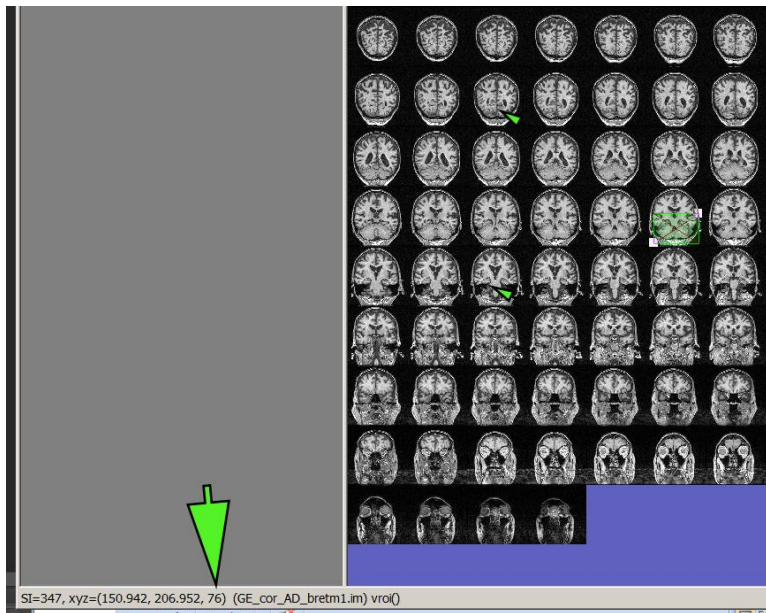 SI=347, xyz=(150.942, 206.952, 76) (GE_cor_AD_bretm1.im) vroi()